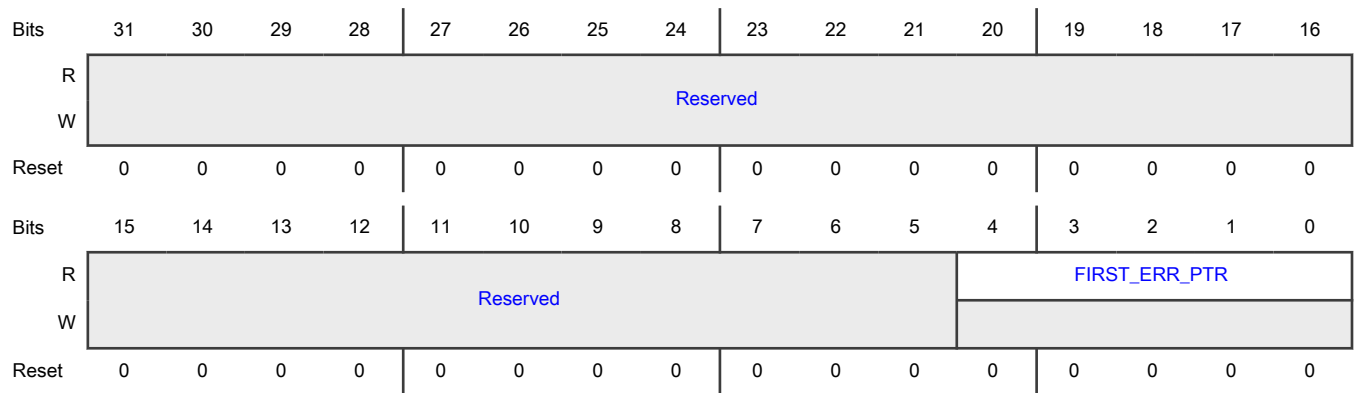 Bits 31 30 29 28 27 26 25 24 23 22 21 20 19 18 17 16
R
Reserved
W
Reset 0 0 0 0 0 0 0 0 0 0 0 0 0 0 0 0
Bits 15 14 13 12 11 10 9 8 7 6 5 4 3 2 1 0
R FIRST_ERR_PTR
Reserved
W
Reset 0 0 0 0 0 0 0 0 0 0 0 0 0 0 0 0